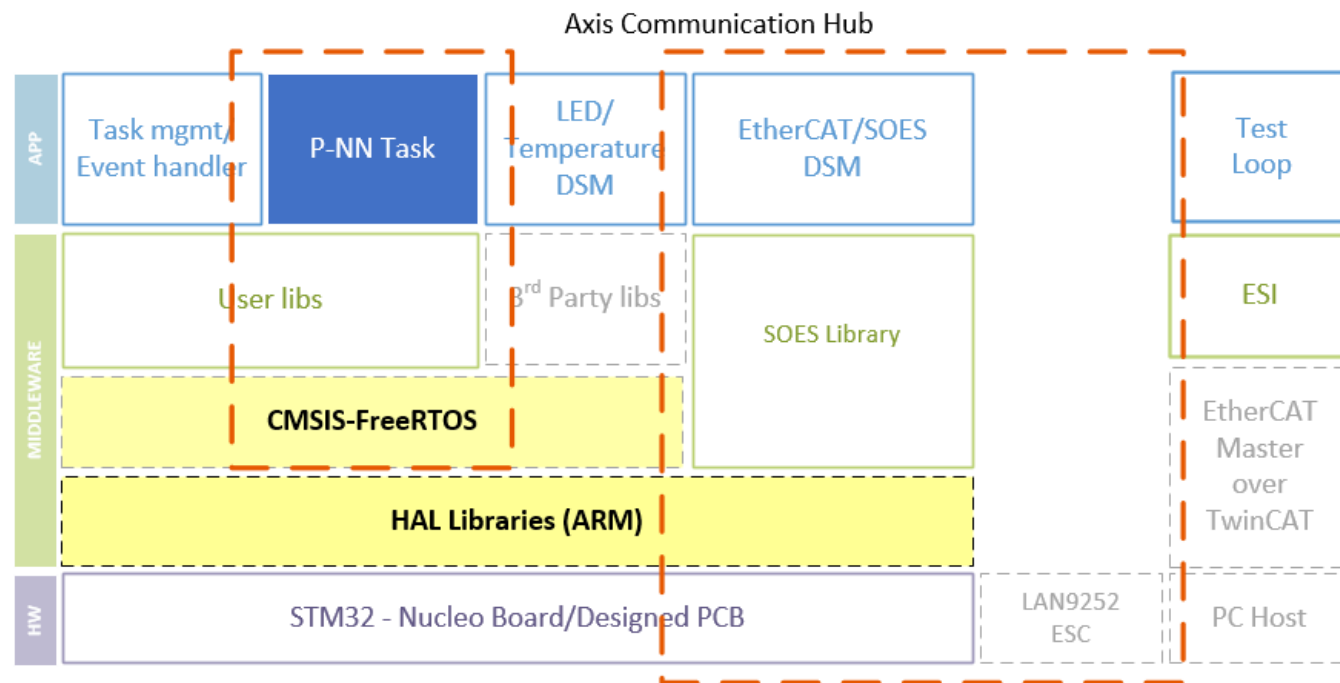 Axis Communication Hub
APP
Task mgmt/
Event handler
P-NN Task
LED/
Temperature
DSM
EtherCAT/SOES
DSM
Test
Loop
MIDDLEWARE
User libs
3rd Party libs
SOES Library
ESI
CMSIS-FreeRTOS
EtherCAT
Master
over
TwinCAT
HAL Libraries (ARM)
HW
STM32 - Nucleo Board/Designed PCB
LAN9252
ESC
PC Host